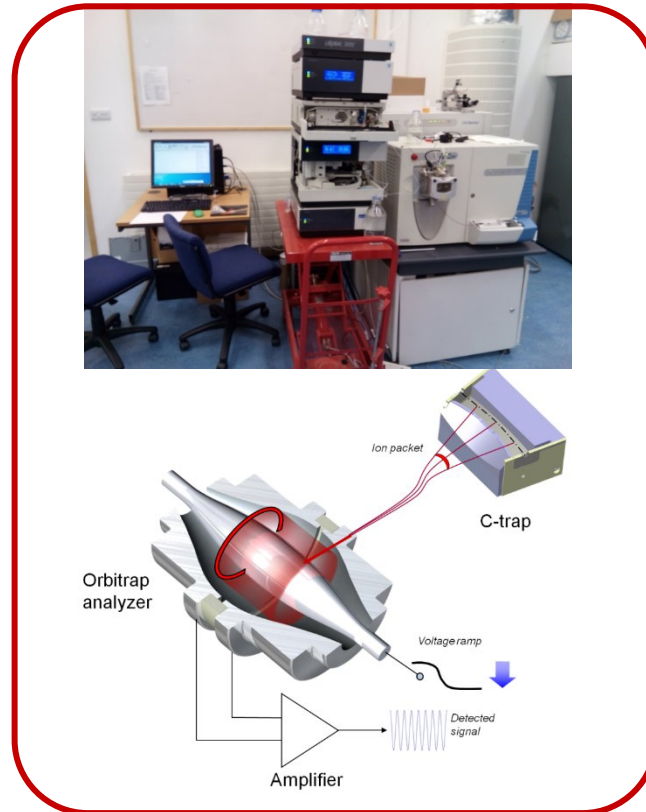 Ion packet
C-trap
Orbitrap
analyzer
Voltage ramp
Detected
signal
Amplifier